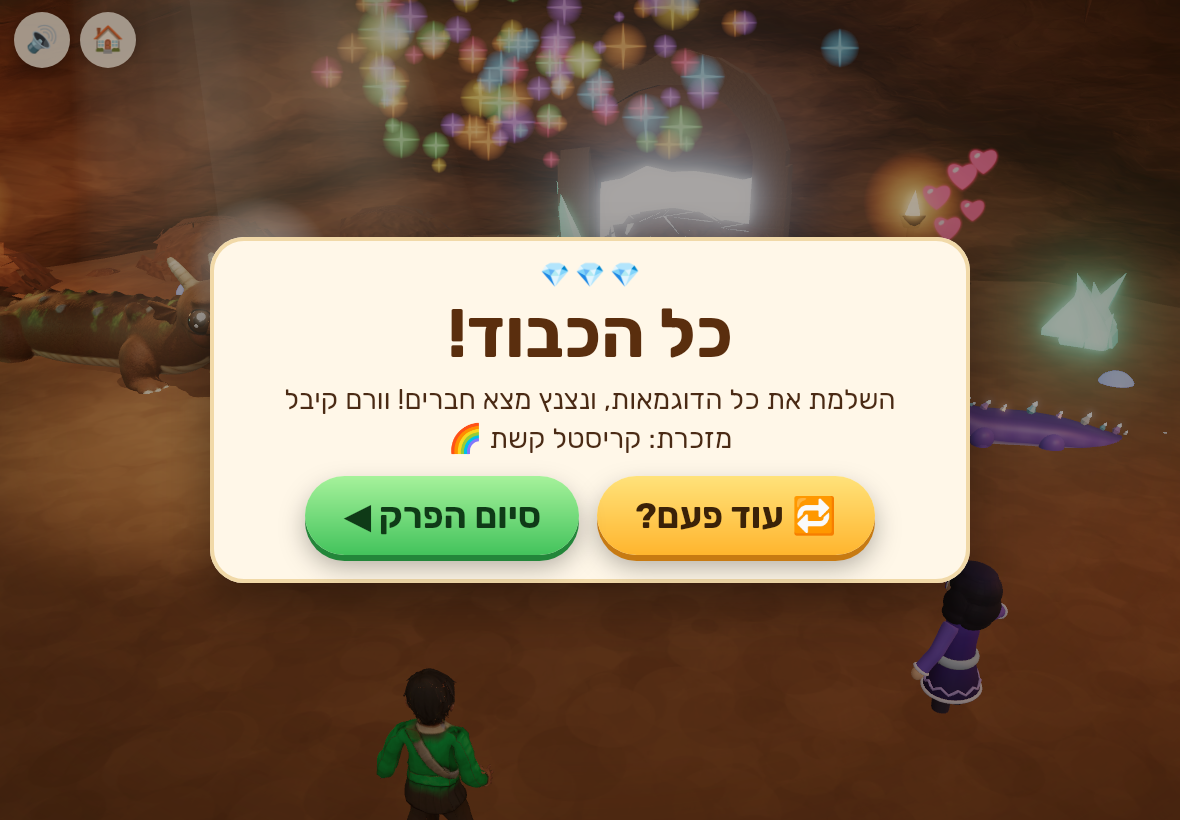 כל הכבוד!
השלמת את כל הדוגמאות, ונצנץ מצא חברים! וורם קיבל
מזכרת: קריסטל קשת 🌈
🔁 עוד פעם?
סיום הפרק ◀